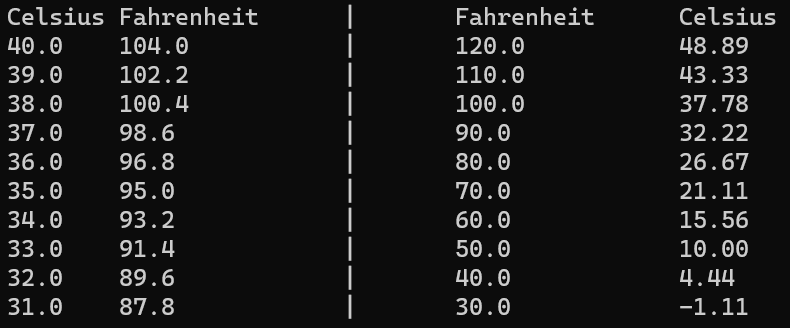 Celsius Fahrenheit | Fahrenheit Celsius
40.0 104.0 | 120.0 48.89
39.0 102.2 | 110.0 43.33
38.0 100.4 | 100.0 37.78
37.0 98.6 | 90.0 32.22
36.0 96.8 | 80.0 26.67
35.0 95.0 | 70.0 21.11
34.0 93.2 | 60.0 15.56
33.0 91.4 | 50.0 10.00
32.0 89.6 | 40.0 4.44
31.0 87.8 | 30.0 -1.11